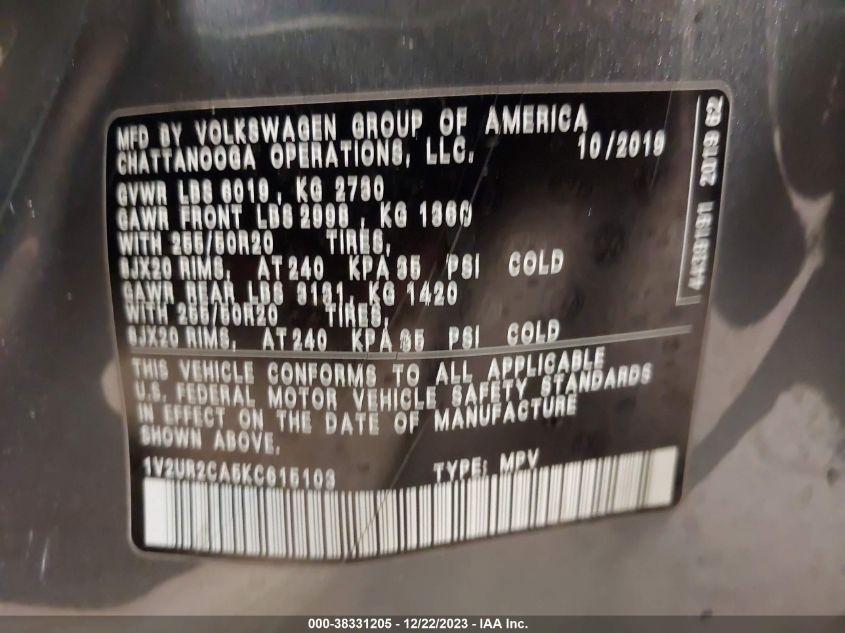 MFD BY VOLKSWAGEN GROUP OF AMERICA
CHATTANOOGA OPERATIONS, LLC. 10/2019
GVWR LBS 6019, KG 2730
GAWR FRONT LBS 2998, KG 1360
WITH 255/50R20 TIRES,
8JX20 RIMS, AT 240 KPA 35 PSI COLD
GAWR REAR LBS 3131, KG 1420
WITH 255/50R20 TIRES,
8JX20 RIMS, AT 240 KPA 35 PSI COLD
THIS VEHICLE CONFORMS TO ALL APPLICABLE
U.S. FEDERAL MOTOR VEHICLE SAFETY STANDARDS
IN EFFECT ON THE DATE OF MANUFACTURE
SHOWN ABOVE.
1V2UR2CA5KC615103 TYPE: MPV
2019 62
000-38331205 - 12/22/2023 - IAA Inc.